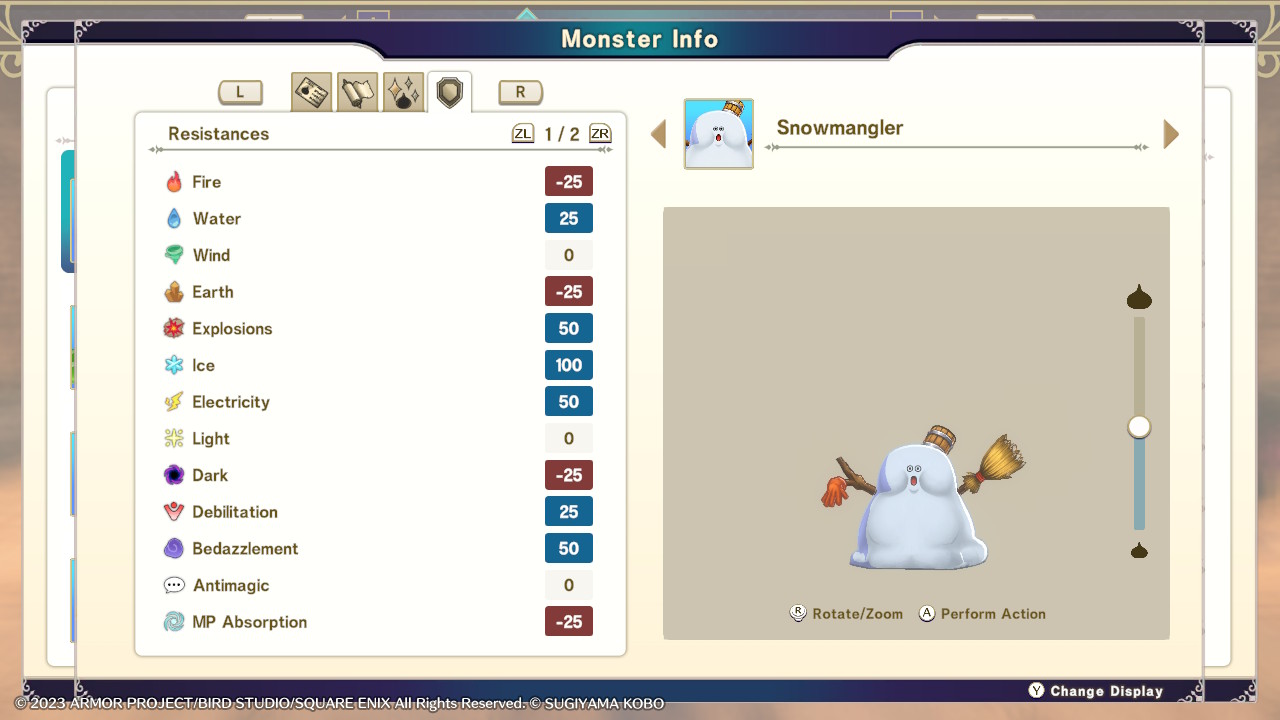 Monster Info
L R
Resistances ZL 1 / 2 ZR
Fire -25
Water 25
Wind 0
Earth -25
Explosions 50
Ice 100
Electricity 50
Light 0
Dark -25
Debilitation 25
Bedazzlement 50
Antimagic 0
MP Absorption -25
Snowmangler
R Rotate/Zoom A Perform Action
Y Change Display
© 2023 ARMOR PROJECT/BIRD STUDIO/SQUARE ENIX All Rights Reserved. © SUGIYAMA KOBO